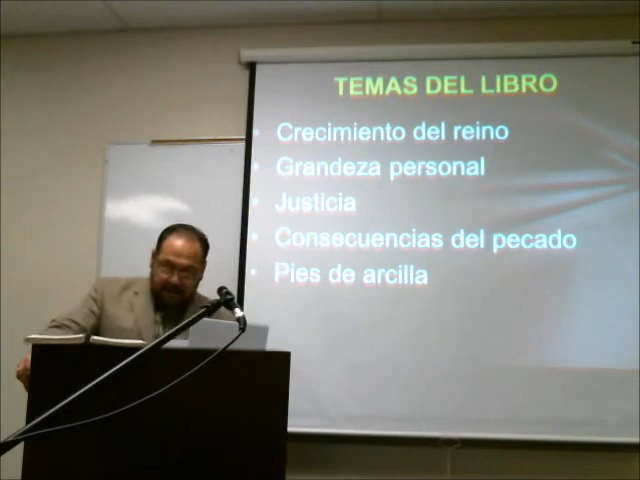 TEMAS DEL LIBRO
• Crecimiento del reino
• Grandeza personal
• Justicia
• Consecuencias del pecado
• Pies de arcilla